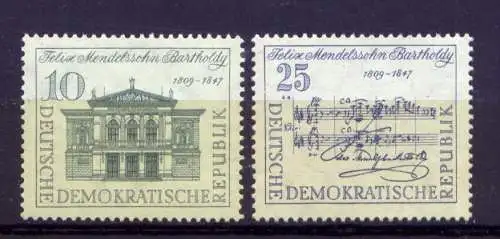 Felix Mendelssohn Bartholdy
10
1809-1847
DEUTSCHE
DEMOKRATISCHE
REPUBLIK
Felix Mendelssohn Bartholdy
25
1809-1847
DEUTSCHE
DEMOKRATISCHE
REPUBLIK